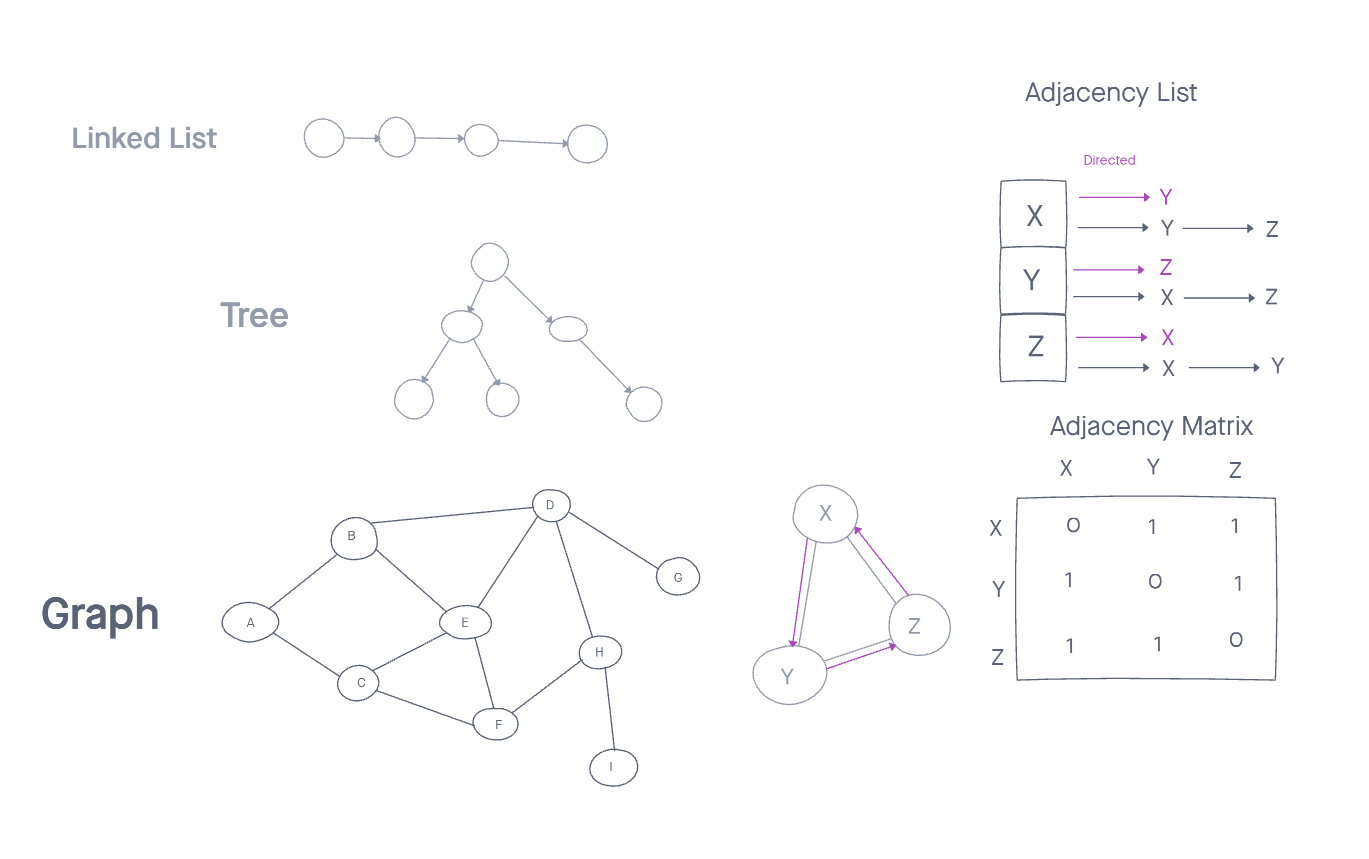 Linked List
Tree
Graph
A
B
C
D
E
F
G
H
I
X
Y
Z
Adjacency List
Directed
X
Y
Y Z
Y
Z
X Z
Z
X
X Y
Adjacency Matrix
X Y Z
X 0 1 1
Y 1 0 1
Z 1 1 0